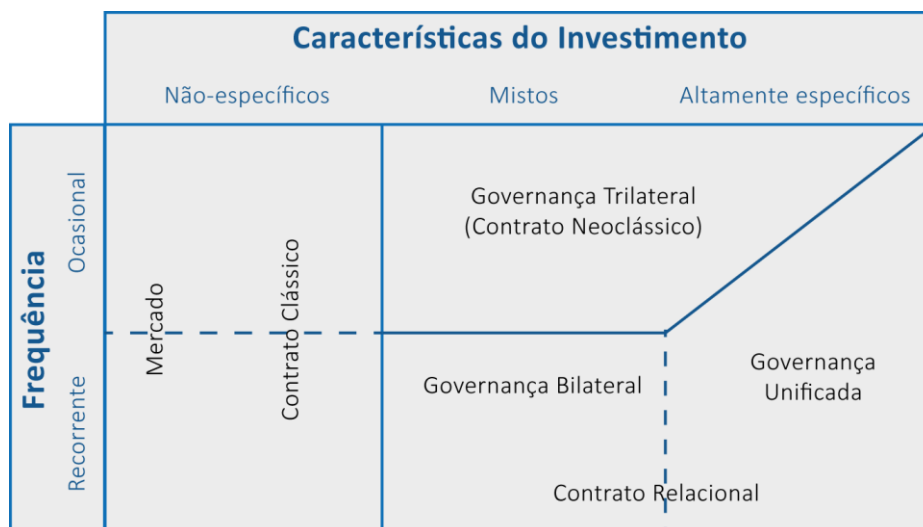 Características do Investimento
Não-específicos
Mistos
Altamente específicos
Frequência
Ocasional
Recorrente
Mercado
Contrato Clássico
Governança Trilateral
(Contrato Neoclássico)
Governança Bilateral
Governança
Unificada
Contrato Relacional